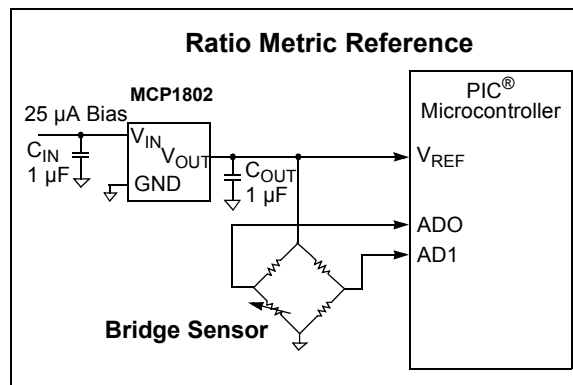 Ratio Metric Reference
MCP1802
PIC®
Microcontroller
25 µA Bias
VIN
VOUT
GND
CIN
1 µF
COUT
1 µF
VREF
ADO
AD1
Bridge Sensor